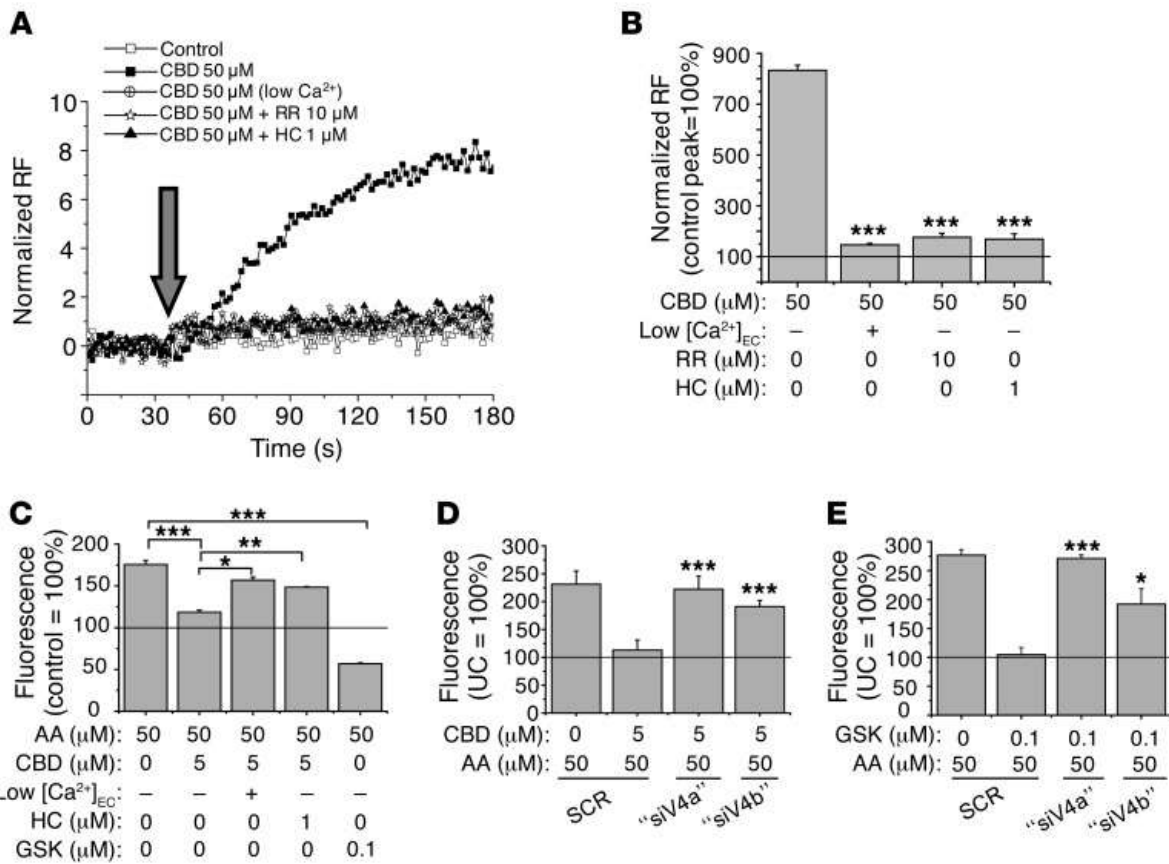 A
Control
CBD 50 µM
CBD 50 µM (low Ca²⁺)
CBD 50 µM + RR 10 µM
CBD 50 µM + HC 1 µM
Normalized RF
10
8
6
4
2
0
0 30 60 90 120 150 180
Time (s)
B
Normalized RF
(control peak=100%)
900
700
500
300
100
*** *** ***
CBD (µM): 50 50 50 50
Low [Ca²⁺]EC: – + – –
RR (µM): 0 0 10 0
HC (µM): 0 0 0 1
C
Fluorescence
(control = 100%)
200
150
100
50
0
***
*** **
*
AA (µM): 50 50 50 50 50
CBD (µM): 0 5 5 5 0
Low [Ca²⁺]EC: – – + – –
HC (µM): 0 0 0 1 0
GSK (µM): 0 0 0 0 0.1
D
Fluorescence
(UC = 100%)
300
250
200
150
100
50
0
*** ***
CBD (µM): 0 5 5 5
AA (µM): 50 50 50 50
SCR "siV4a" "siV4b"
E
Fluorescence
(UC = 100%)
300
250
200
150
100
50
0
*** *
GSK (µM): 0 0.1 0.1 0.1
AA (µM): 50 50 50 50
SCR "siV4a" "siV4b"